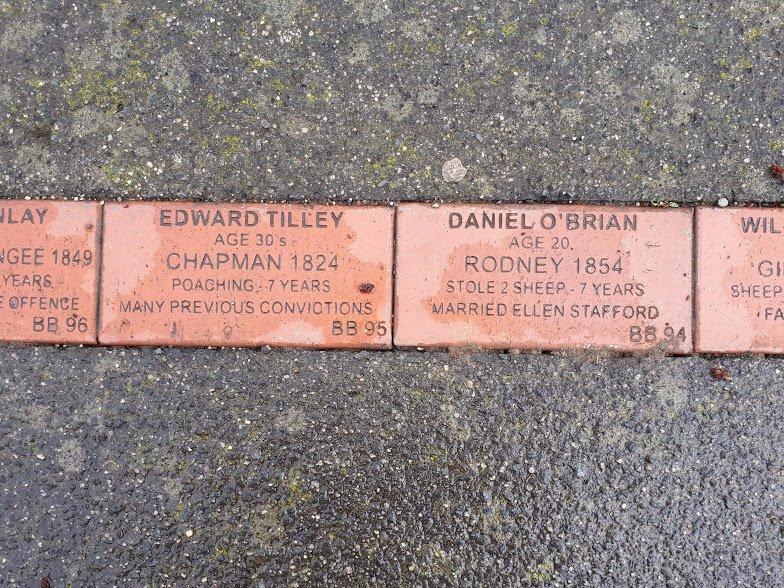 NLAY
NGEE 1849
YEARS
OFFENCE
BB 96
EDWARD TILLEY
AGE 30's
CHAPMAN 1824
POACHING - 7 YEARS
MANY PREVIOUS CONVICTIONS
BB 95
DANIEL O'BRIAN
AGE 20.
RODNEY 1854
STOLE 2 SHEEP - 7 YEARS
MARRIED ELLEN STAFFORD
BB 94
WIL
GI
SHEEP
FA